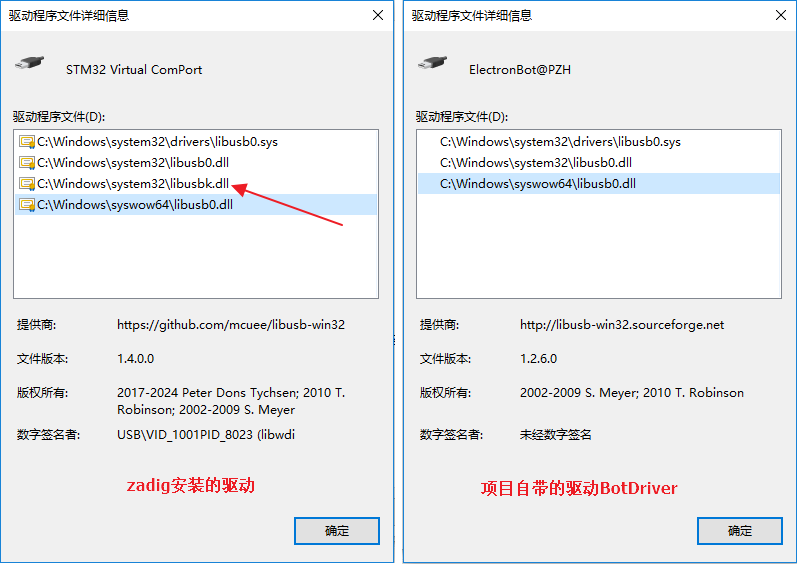 驱动程序文件详细信息
STM32 Virtual ComPort
驱动程序文件(D):
C:\Windows\system32\drivers\libusb0.sys
C:\Windows\system32\libusb0.dll
C:\Windows\system32\libusbk.dll
C:\Windows\syswow64\libusb0.dll
提供商: https://github.com/mcuee/libusb-win32
文件版本: 1.4.0.0
版权所有: 2017-2024 Peter Dons Tychsen; 2010 T.
Robinson; 2002-2009 S. Meyer
数字签名者: USB\VID_1001PID_8023 (libwdi
zadig安装的驱动
确定
驱动程序文件详细信息
ElectronBot@PZH
驱动程序文件(D):
C:\Windows\system32\drivers\libusb0.sys
C:\Windows\system32\libusb0.dll
C:\Windows\syswow64\libusb0.dll
提供商: http://libusb-win32.sourceforge.net
文件版本: 1.2.6.0
版权所有: 2002-2009 S. Meyer; 2010 T. Robinson
数字签名者: 未经数字签名
项目自带的驱动BotDriver
确定